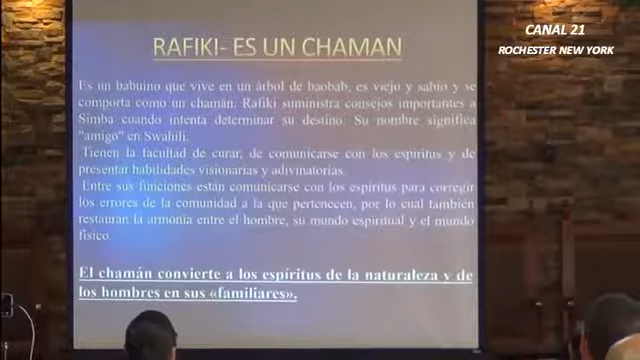 CANAL 21
ROCHESTER NEW YORK
RAFIKI- ES UN CHAMAN
Es un babuino que vive en un árbol de baobab, es viejo y sabio y se
comporta como un chamán. Rafiki suministra consejos importantes a
Simba cuando intenta determinar su destino. Su nombre significa
"amigo" en Swahili.
Tienen la facultad de curar, de comunicarse con los espíritus y de
presentar habilidades visionarias y adivinatorias.
Entre sus funciones están comunicarse con los espíritus para corregir
los errores de la comunidad a la que pertenecen, por lo cual también
restauran la armonía entre el hombre, su mundo espiritual y el mundo
físico.
El chamán convierte a los espíritus de la naturaleza y de
los hombres en sus «familiares».